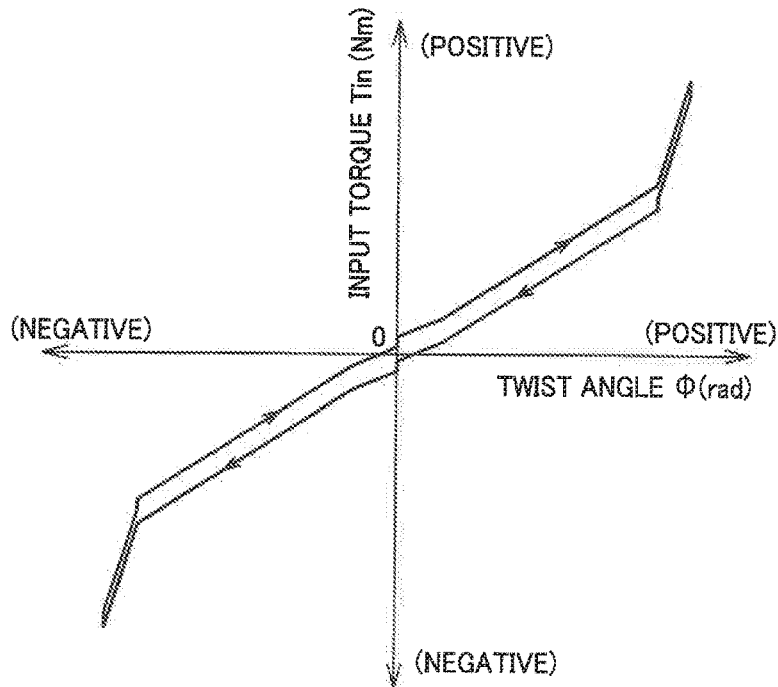 (POSITIVE)
INPUT TORQUE Tin (Nm)
(NEGATIVE)
0
(POSITIVE)
TWIST ANGLE Φ(rad)
(NEGATIVE)